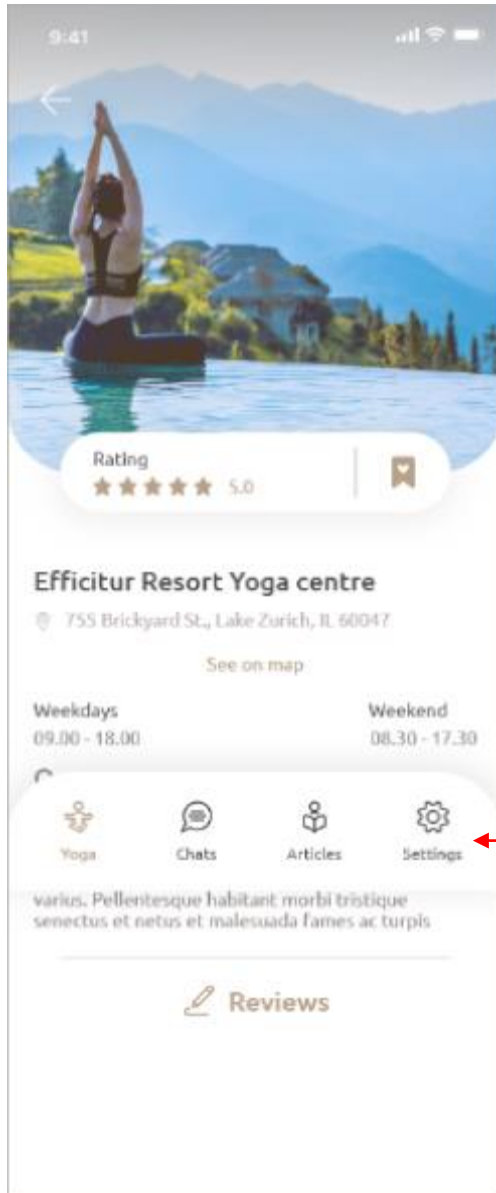 9:41
Rating
5.0
Efficitur Resort Yoga centre
755 Brickyard St., Lake Zurich, IL 60047
See on map
Weekdays Weekend
09.00 - 18.00 08.30 - 17.30
Yoga Chats Articles Settings
varius. Pellentesque habitant morbi tristique
senectus et netus et malesuada fames ac turpis
Reviews